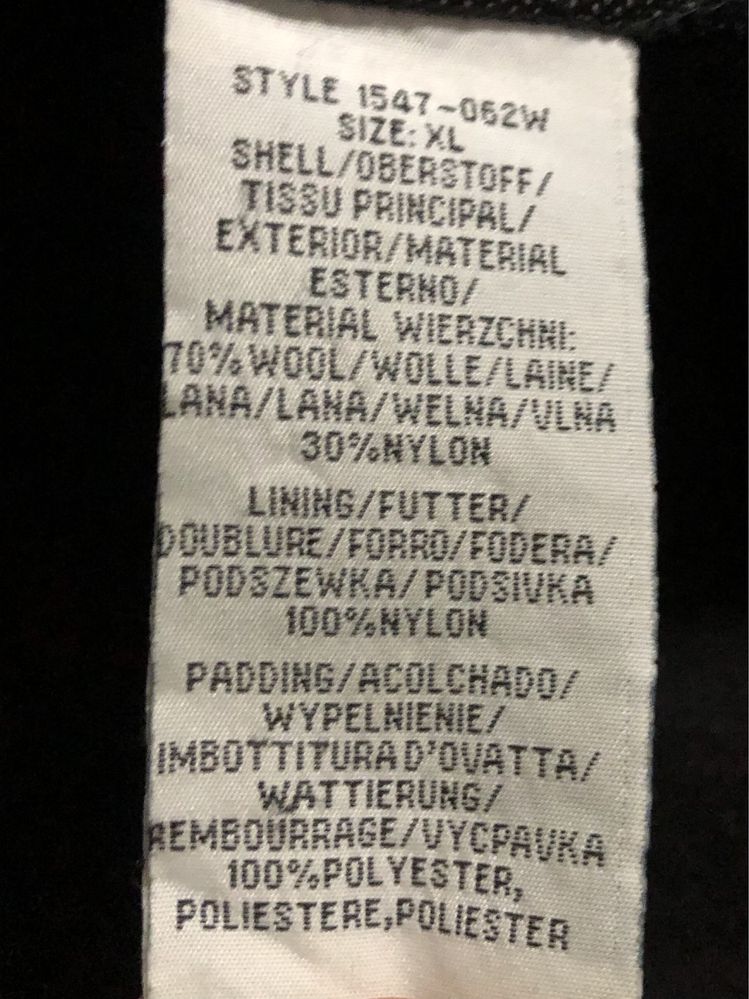 STYLE 1547-062W
SIZE: XL
SHELL/OBERSTOFF/
TISSU PRINCIPAL/
EXTERIOR/MATERIAL
ESTERNO/
MATERIAL WIERZCHNI:
70%WOOL/WOLLE/LAINE/
LANA/LANA/WELNA/VLNA
30%NYLON
LINING/FUTTER/
DOUBLURE/FORRO/FODERA/
PODSZEWKA/PODSIVKA
100%NYLON
PADDING/ACOLCHADO/
WYPELNIENIE/
IMBOTTITURA D'OVATTA/
WATTIERUNG/
REMBOURRAGE/VYCPAVKA
100%POLYESTER,
POLIESTERE,POLIESTER